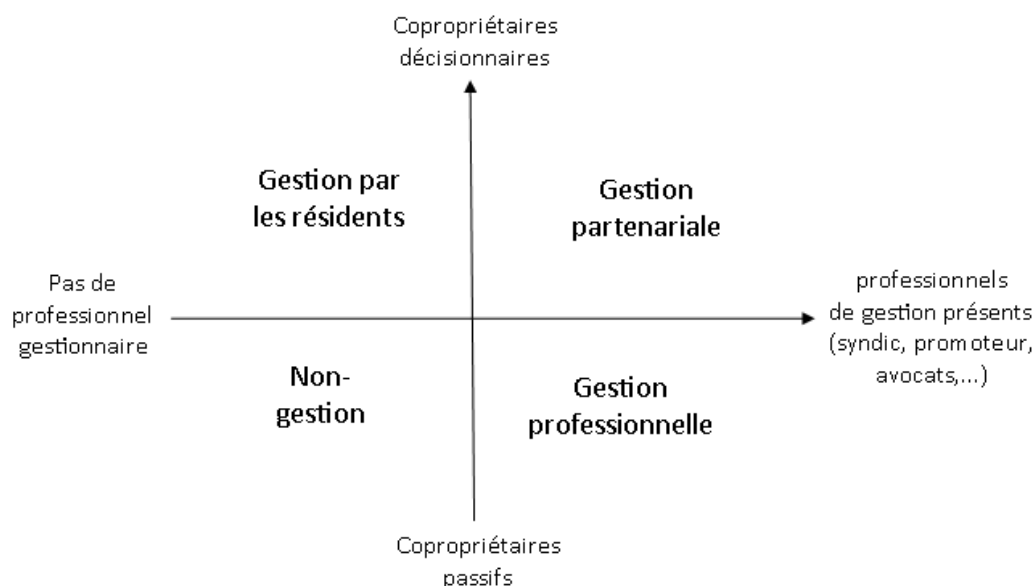 Copropriétaires
décisionnaires
Gestion par
les résidents
Gestion
partenariale
Pas de
professionnel
gestionnaire
professionnels
de gestion présents
(syndic, promoteur,
avocats,...)
Non-
gestion
Gestion
professionnelle
Copropriétaires
passifs